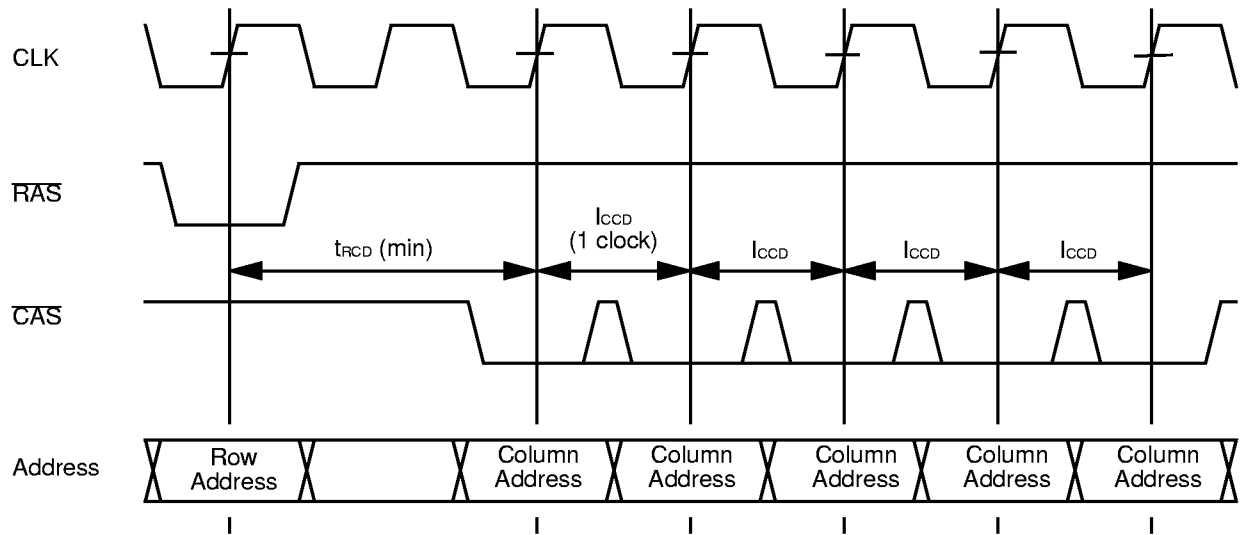 CLK
RAS
CAS
Address
tRCD (min)
ICCD
(1 clock)
ICCD
ICCD
ICCD
Row
Address
Column
Address
Column
Address
Column
Address
Column
Address
Column
Address